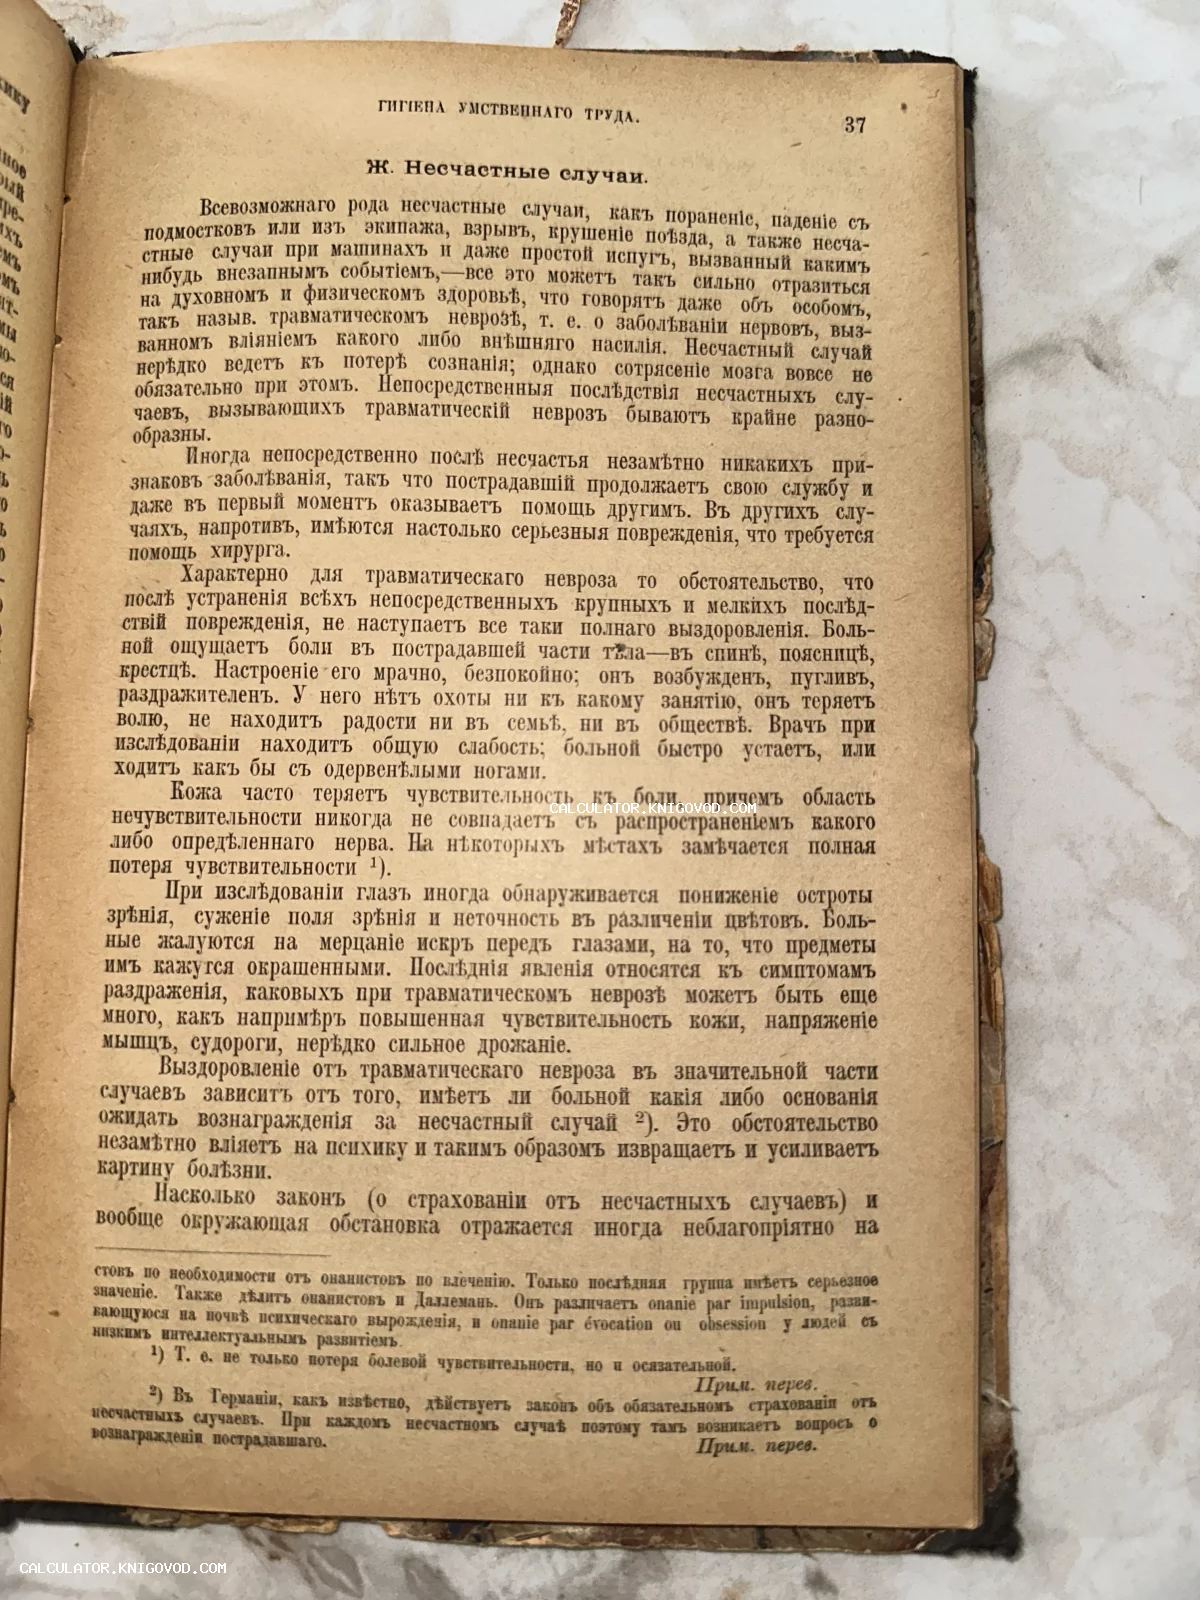 ГИГІЕНА УМСТВЕННАГО ТРУДА.
37
Ж. Несчастные случаи.
Всевозможнаго рода несчастные случаи, какъ пораненіе, паденіе съ
подмостковъ или изъ экипажа, взрывъ, крушеніе поѣзда, а также несча-
стные случаи при машинахъ и даже простой испугъ, вызванный какимъ
нибудь внезапнымъ событіемъ,—все это можетъ такъ сильно отразиться
на духовномъ и физическомъ здоровьѣ, что говорятъ даже объ особомъ,
такъ назыв. травматическомъ неврозѣ, т. е. о заболѣваніи нервовъ, выз-
ванномъ вліяніемъ какого либо внѣшняго насилія. Несчастный случай
нерѣдко ведетъ къ потерѣ сознанія; однако сотрясеніе мозга вовсе не
обязательно при этомъ. Непосредственныя послѣдствія несчастныхъ слу-
чаевъ, вызывающихъ травматическій неврозъ бываютъ крайне разно-
образны.
Иногда непосредственно послѣ несчастья незамѣтно никакихъ при-
знаковъ заболѣванія, такъ что пострадавшій продолжаетъ свою службу и
даже въ первый моментъ оказываетъ помощь другимъ. Въ другихъ слу-
чаяхъ, напротивъ, имѣются настолько серьезныя поврежденія, что требуется
помощь хирурга.
Характерно для травматическаго невроза то обстоятельство, что
послѣ устраненія всѣхъ непосредственныхъ крупныхъ и мелкихъ послѣд-
ствій поврежденія, не наступаетъ все таки полнаго выздоровленія. Боль-
ной ощущаетъ боли въ пострадавшей части тѣла—въ спинѣ, поясницѣ,
крестцѣ. Настроеніе его мрачно, безпокойно; онъ возбужденъ, пугливъ,
раздражителенъ. У него нѣтъ охоты ни къ какому занятію, онъ теряетъ
волю, не находитъ радости ни въ семьѣ, ни въ обществѣ. Врачъ при
изслѣдованіи находитъ общую слабость; больной быстро устаетъ, или
ходитъ какъ бы съ одервенѣлыми ногами.
Кожа часто теряетъ чувствительность къ боли, причемъ область
CALCULATOR.KNIGOVOD.COM
нечувствительности никогда не совпадаетъ съ распространеніемъ какого
либо опредѣленнаго нерва. На нѣкоторыхъ мѣстахъ замѣчается полная
потеря чувствительности ¹).
При изслѣдованіи глазъ иногда обнаруживается пониженіе остроты
зрѣнія, суженіе поля зрѣнія и неточность въ различеніи цвѣтовъ. Боль-
ные жалуются на мерцаніе искръ передъ глазами, на то, что предметы
имъ кажутся окрашенными. Послѣднія явленія относятся къ симптомамъ
раздраженія, каковыхъ при травматическомъ неврозѣ можетъ быть еще
много, какъ напримѣръ повышенная чувствительность кожи, напряженіе
мышцъ, судороги, нерѣдко сильное дрожаніе.
Выздоровленіе отъ травматическаго невроза въ значительной части
случаевъ зависитъ отъ того, имѣетъ ли больной какія либо основанія
ожидать вознагражденія за несчастный случай ²). Это обстоятельство
незамѣтно вліяетъ на психику и такимъ образомъ извращаетъ и усиливаетъ
картину болѣзни.
Насколько законъ (о страхованіи отъ несчастныхъ случаевъ) и
вообще окружающая обстановка отражается иногда неблагопріятно на
стовъ по необходимости отъ онанистовъ по влеченію. Только послѣдняя группа имѣетъ серьезное
значеніе. Также дѣлитъ онанистовъ и Даллеманъ. Онъ различаетъ onanie par impulsion, разви-
вающуюся на почвѣ психическаго вырожденія, и onanie par évocation ou obsession у людей съ
низкимъ интеллектуальнымъ развитіемъ.
¹) Т. е. не только потеря болевой чувствительности, но и осязательной.
Прим. перев.
²) Въ Германіи, какъ извѣстно, дѣйствуетъ законъ объ обязательномъ страхованіи отъ
несчастныхъ случаевъ. При каждомъ несчастномъ случаѣ поэтому тамъ возникаетъ вопросъ о
вознагражденіи пострадавшаго.
Прим. перев.
CALCULATOR.KNIGOVOD.COM